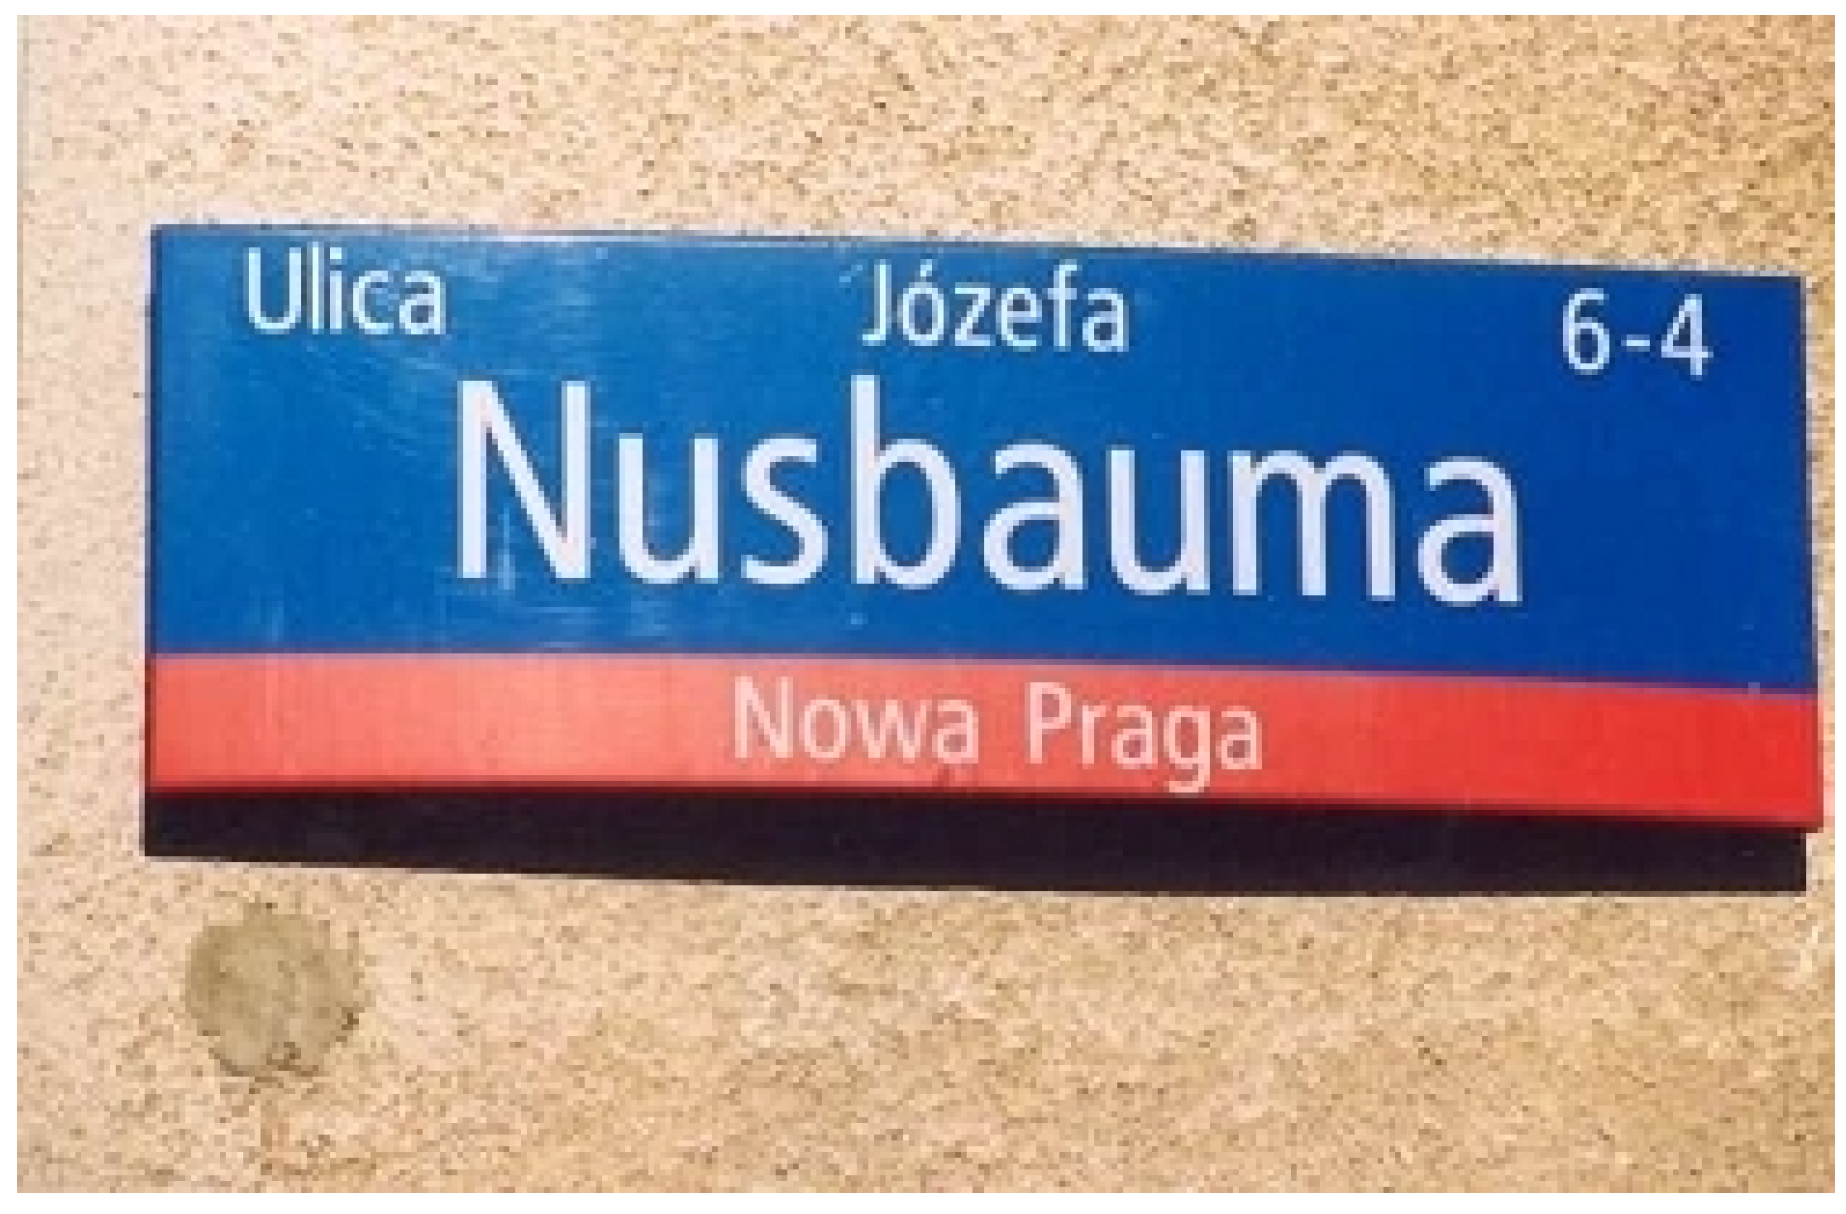 Ulica Józefa 6-4
Nusbauma
Nowa Praga